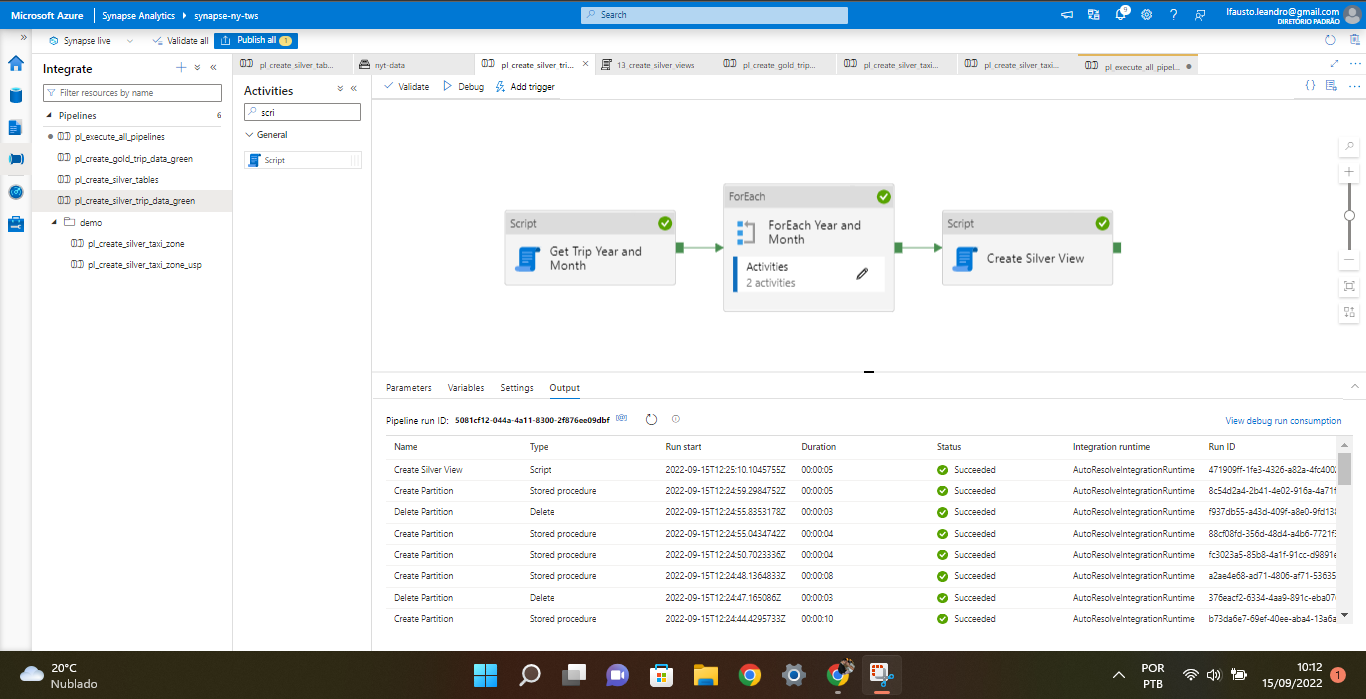 Microsoft Azure
Synapse Analytics
synapse-ny-tws
Search
9
lfausto.leandro@gmail.com
DIRETÓRIO PADRÃO
Synapse live
Validate all
Publish all
1
Integrate
Filter resources by name
Pipelines
6
pl_execute_all_pipelines
pl_create_gold_trip_data_green
pl_create_silver_tables
pl_create_silver_trip_data_green
demo
pl_create_silver_taxi_zone
pl_create_silver_taxi_zone_usp
pl_create_silver_tab...
nyt-data
pl_create_silver_tri...
13_create_silver_views
pl_create_gold_trip...
pl_create_silver_taxi...
pl_create_silver_taxi...
pl_execute_all_pipel...
Activities
scri
General
Script
Validate
Debug
Add trigger
Script
Get Trip Year and
Month
ForEach
ForEach Year and
Month
Activities
2 activities
Script
Create Silver View
Parameters
Variables
Settings
Output
Pipeline run ID: 5081cf12-044a-4a11-8300-2f876ee09dbf
View debug run consumption
Name Type Run start Duration Status Integration runtime Run ID
Create Silver View Script 2022-09-15T12:25:10.1045755Z 00:00:05 Succeeded AutoResolveIntegrationRuntime 471909ff-1fe3-4326-a82a-4fc400
Create Partition Stored procedure 2022-09-15T12:24:59.2984752Z 00:00:05 Succeeded AutoResolveIntegrationRuntime 8c54d2a4-2b41-4e02-916a-4a71f
Delete Partition Delete 2022-09-15T12:24:55.8353178Z 00:00:03 Succeeded AutoResolveIntegrationRuntime f937db55-a43d-409f-a8e0-9fd13
Create Partition Stored procedure 2022-09-15T12:24:55.0434742Z 00:00:04 Succeeded AutoResolveIntegrationRuntime 88cf08fd-356d-48d4-a4b6-7721f
Create Partition Stored procedure 2022-09-15T12:24:50.7023336Z 00:00:04 Succeeded AutoResolveIntegrationRuntime fc3023a5-85b8-4a1f-91cc-d9891e
Create Partition Stored procedure 2022-09-15T12:24:48.1364833Z 00:00:08 Succeeded AutoResolveIntegrationRuntime a2ae4e68-ad71-4806-af71-53635
Delete Partition Delete 2022-09-15T12:24:47.165086Z 00:00:03 Succeeded AutoResolveIntegrationRuntime 376eacf2-6334-4aa9-891c-eba07
Create Partition Stored procedure 2022-09-15T12:24:44.4295733Z 00:00:10 Succeeded AutoResolveIntegrationRuntime b73da6e7-69ef-40ee-aba4-13a6a
20°C
Nublado
POR
PTB
10:12
15/09/2022
1